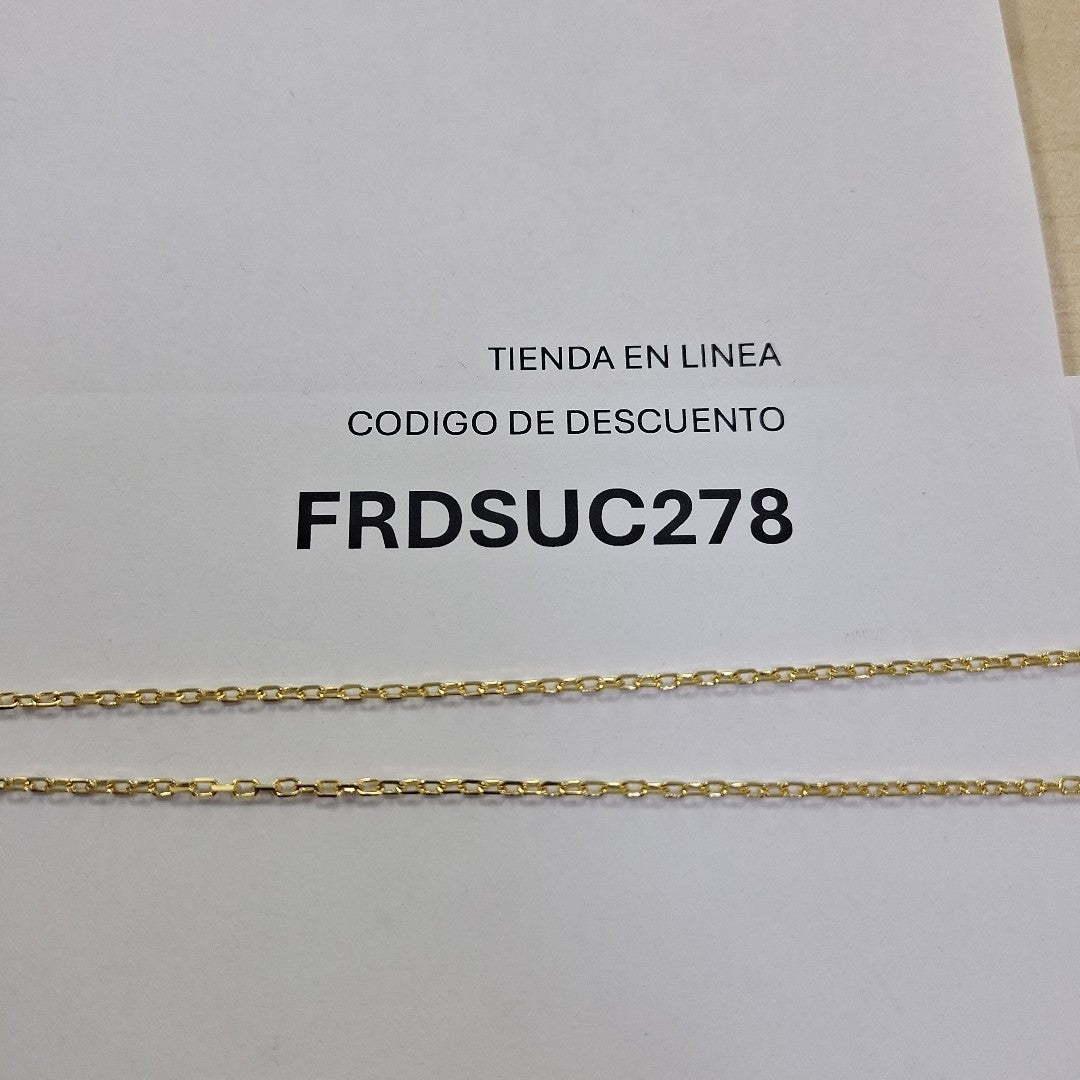 TIENDA EN LINEA
CODIGO DE DESCUENTO
FRDSUC278